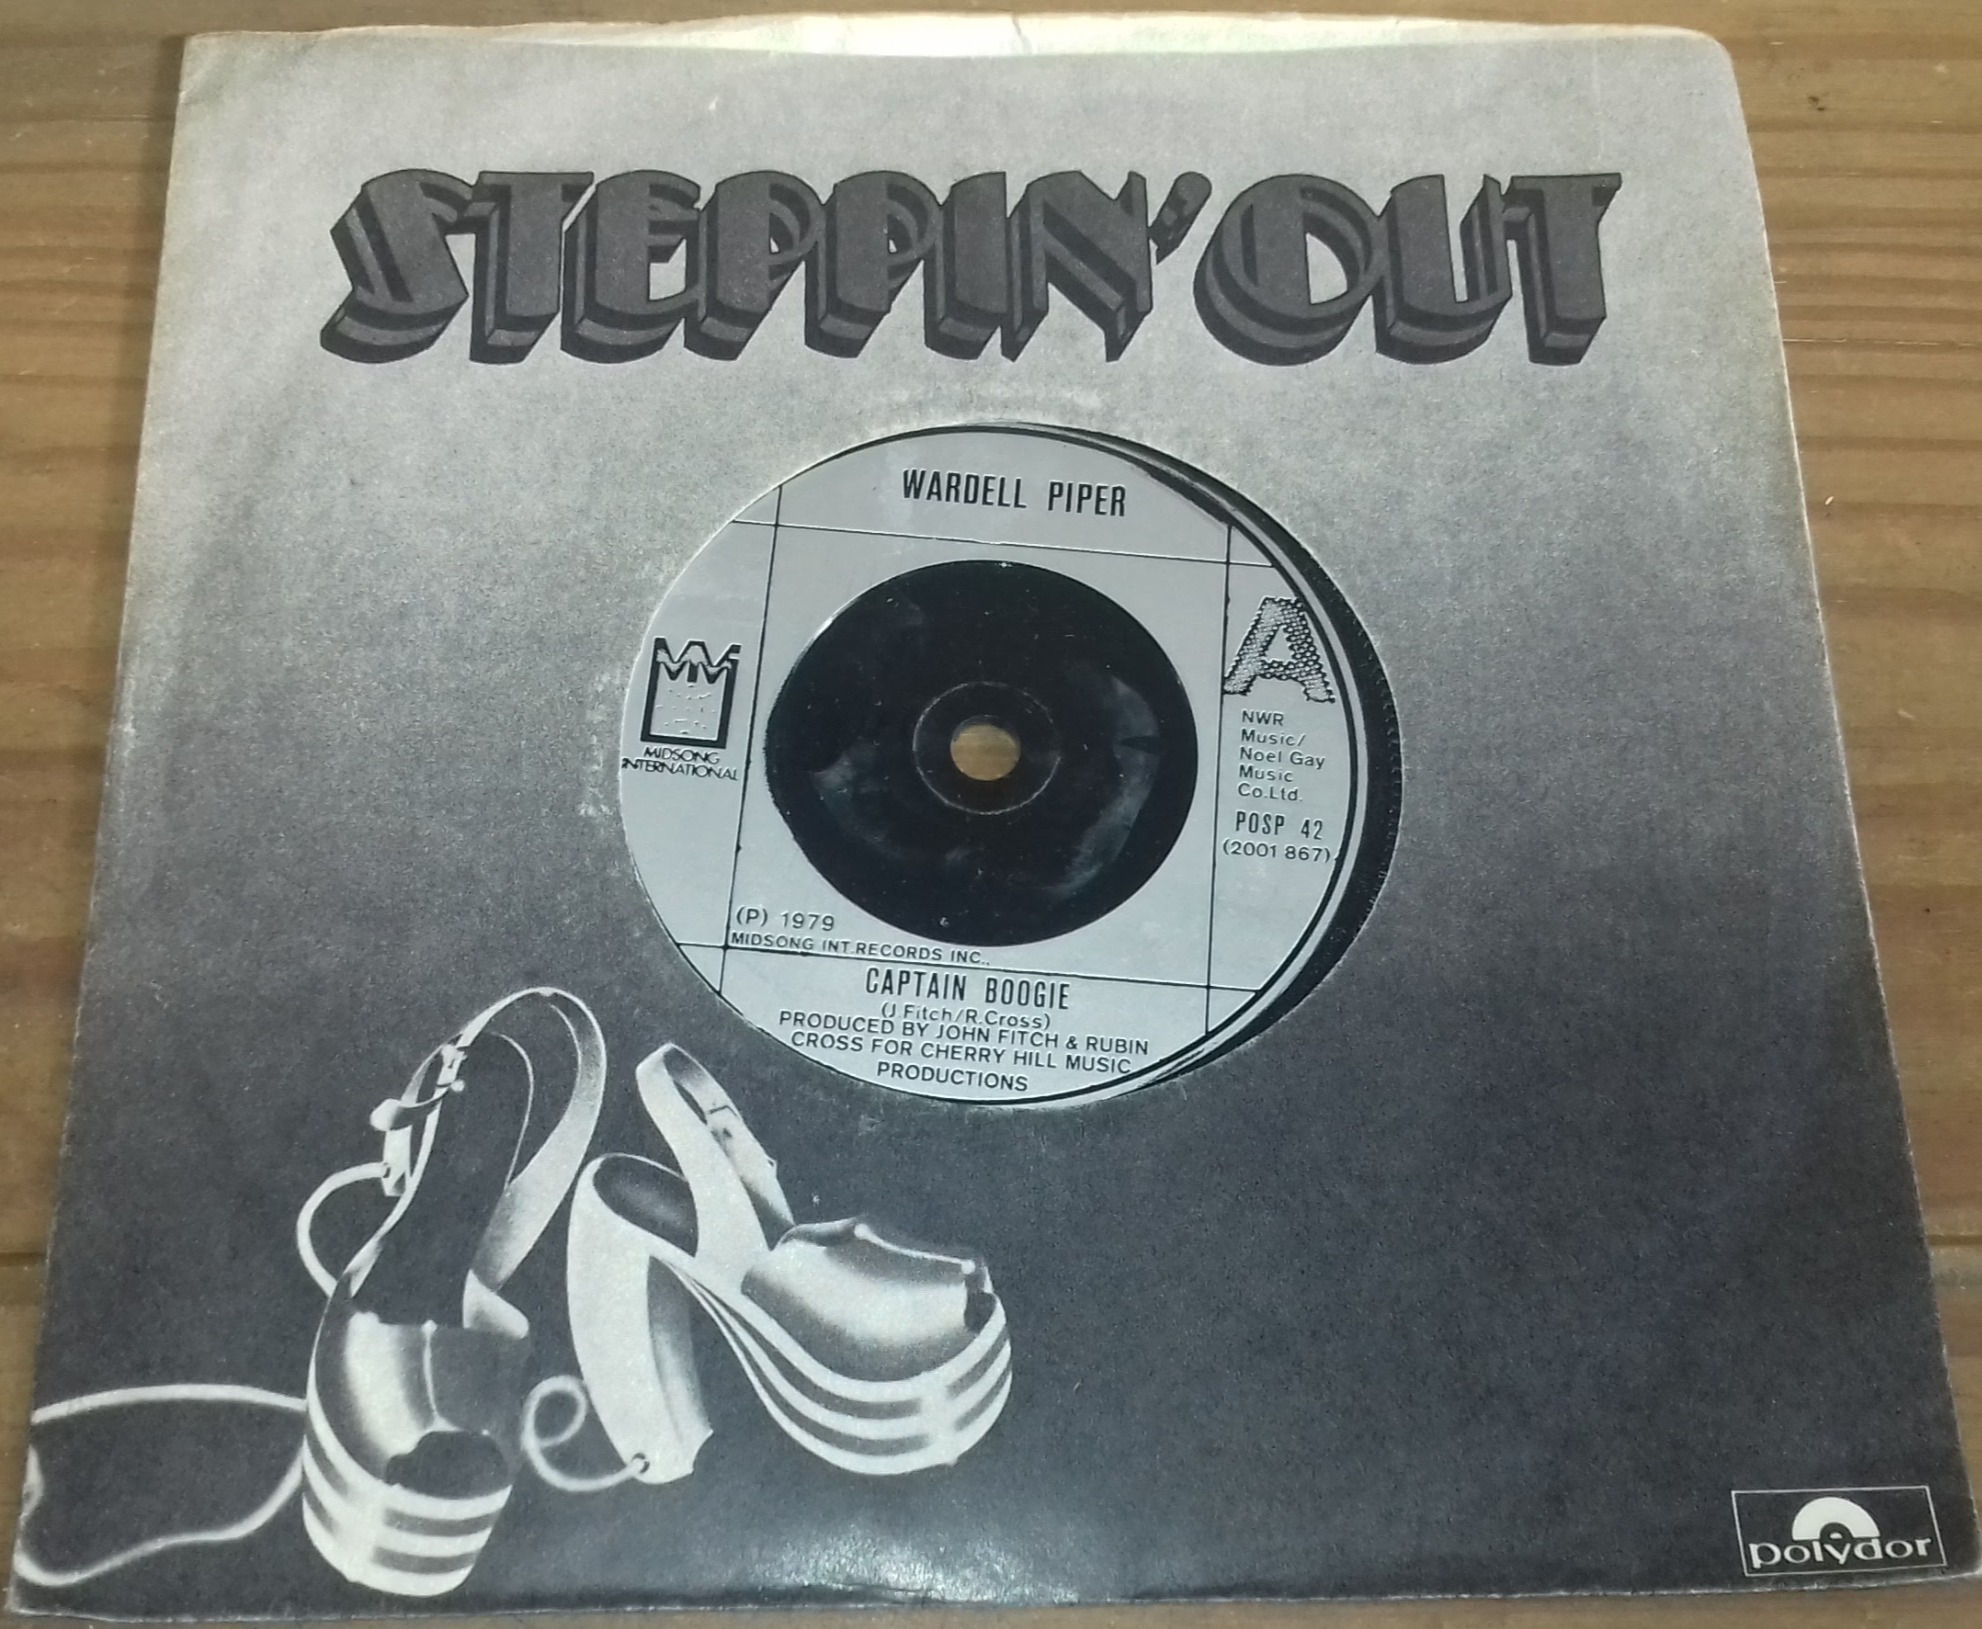 STEPPIN' OUT
WARDELL PIPER
MIDSONG
INTERNATIONAL
A
NWR
Music/
Noel Gay
Music
Co.Ltd.
POSP 42
(2001 867)
(P) 1979
MIDSONG INT.RECORDS INC.,
CAPTAIN BOOGIE
(J Fitch/R.Cross)
PRODUCED BY JOHN FITCH & RUBIN
CROSS FOR CHERRY HILL MUSIC
PRODUCTIONS
polydor